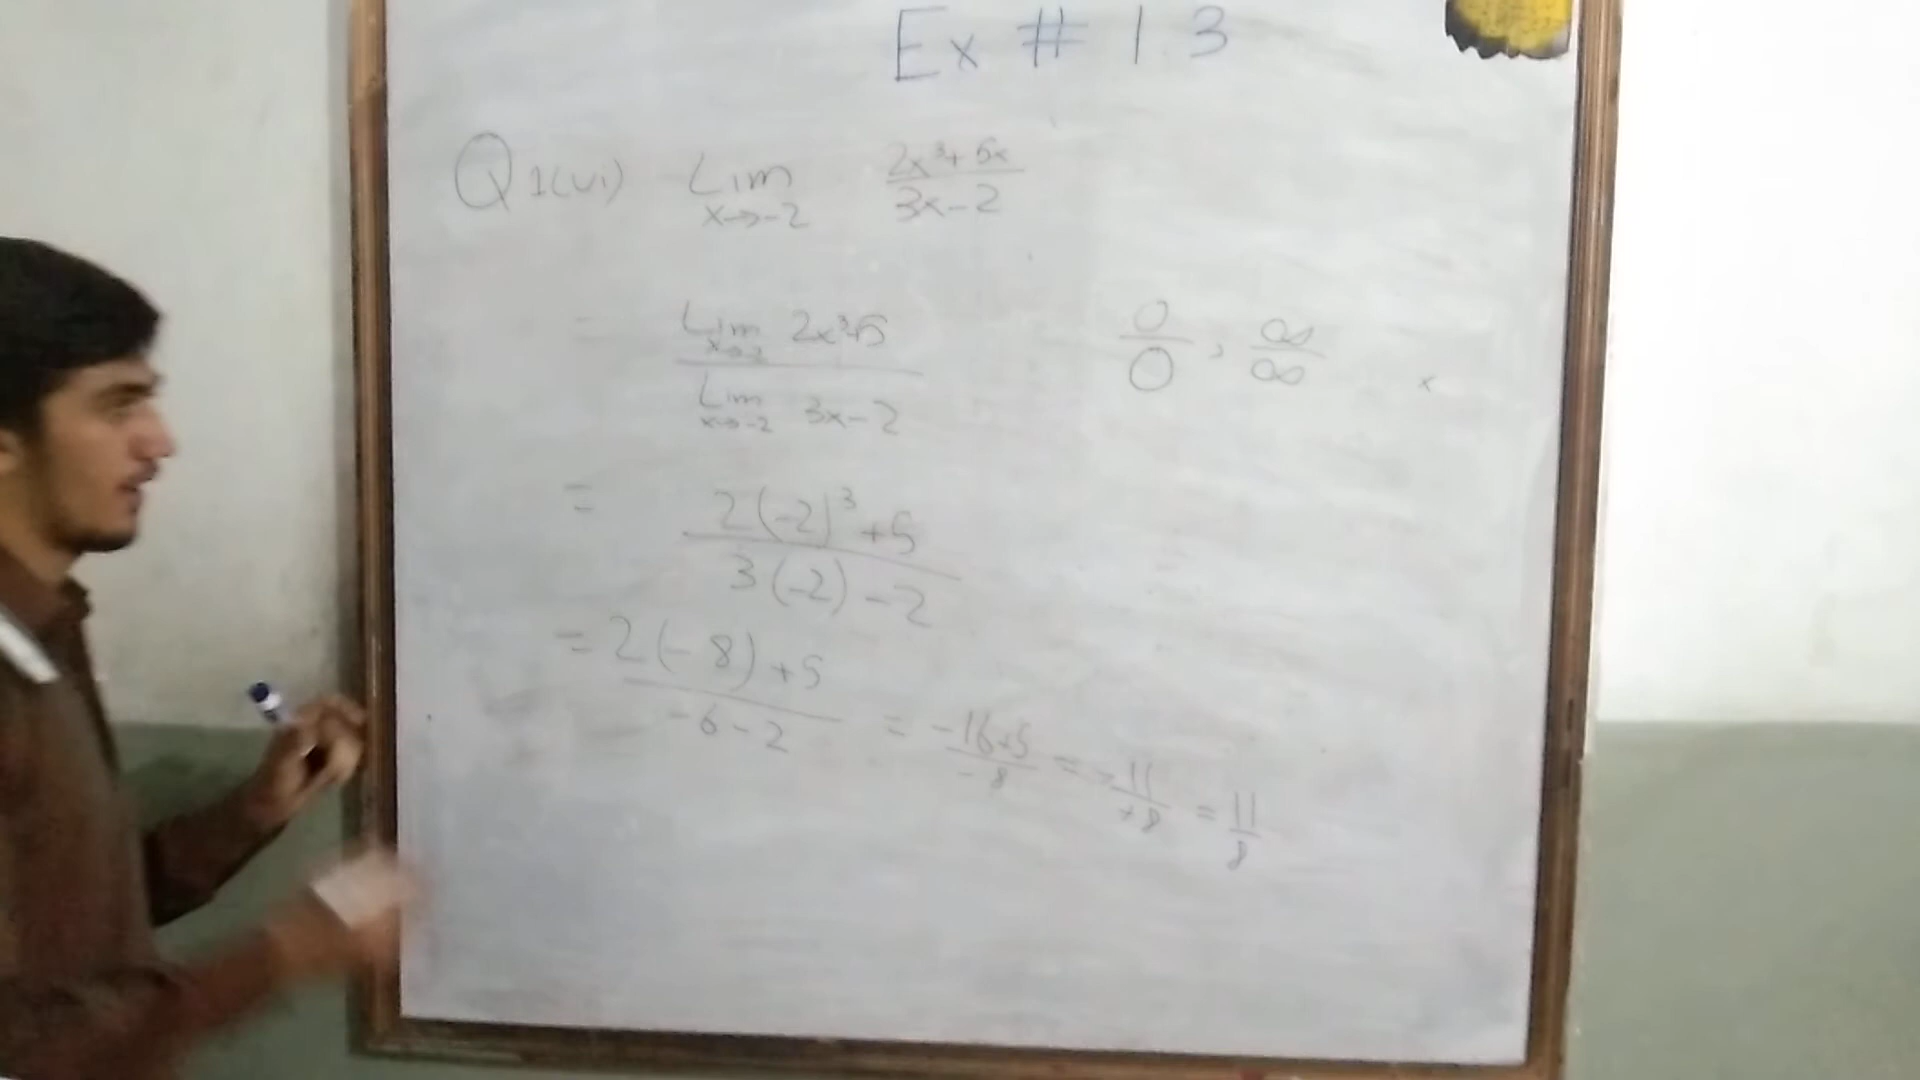 Ex # 1.3
Q 1(vi) Lim x→-2 2x³+5x / 3x-2
= Lim x→-2 2x³+5 / Lim x→-2 3x-2
0/0 , ∞/∞
= 2(-2)³+5 / 3(-2)-2
= 2(-8)+5 / -6-2 = -16+5 / -8 = -11 / +8 = 11/8